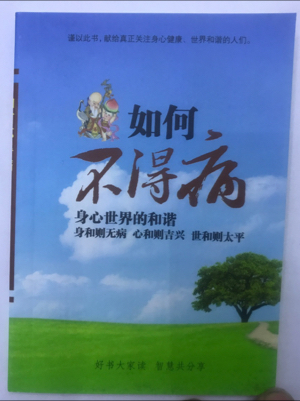 谨以此书，献给真正关注身心健康、世界和谐的人们。
如何
不得病
身心世界的和谐
身和则无病 心和则吉兴 世和则太平
好书大家读 智慧共分享